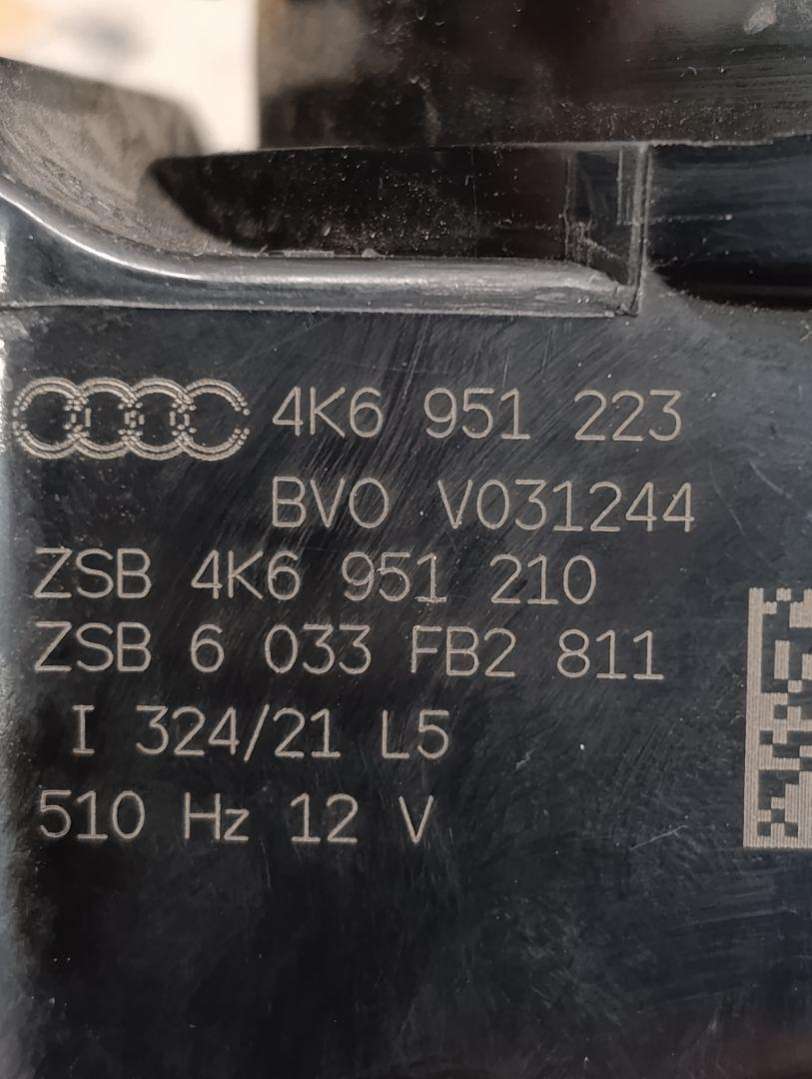 4K6 951 223
BVO V031244
ZSB 4K6 951 210
ZSB 6 033 FB2 811
I 324/21 L5
510 Hz 12 V